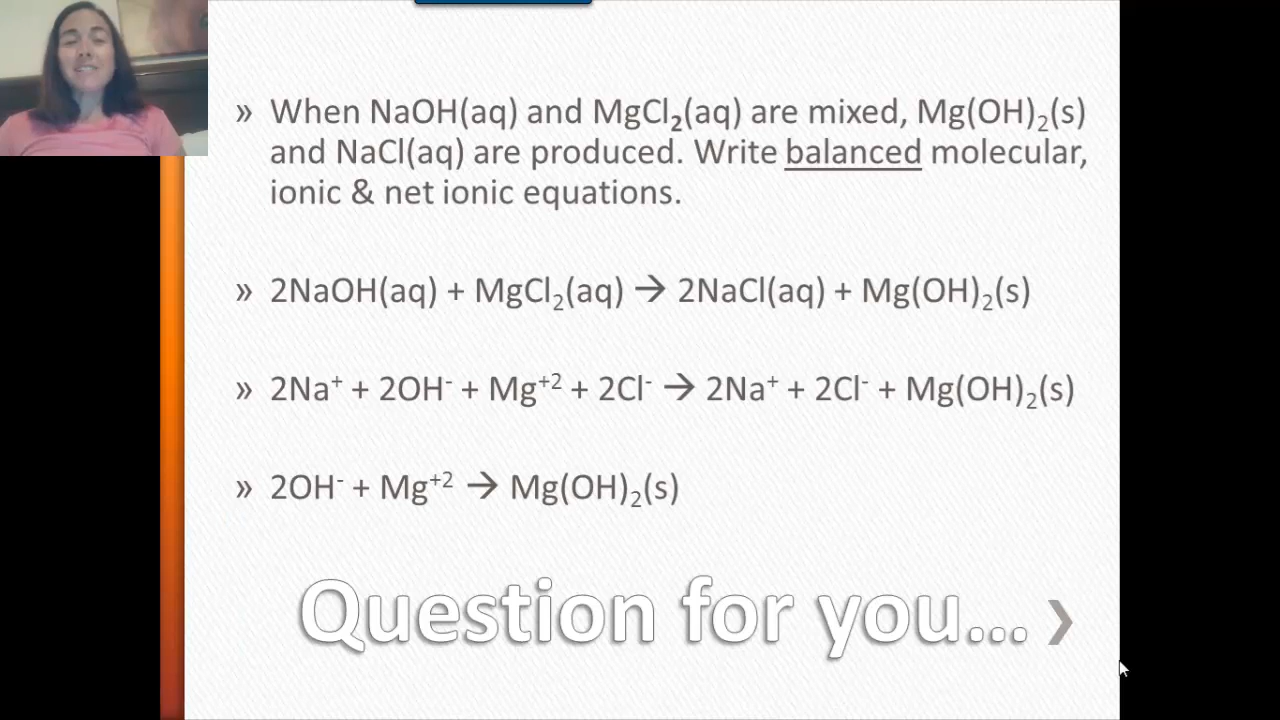 » When NaOH(aq) and MgCl₂(aq) are mixed, Mg(OH)₂(s)
and NaCl(aq) are produced. Write balanced molecular,
ionic & net ionic equations.
» 2NaOH(aq) + MgCl₂(aq) → 2NaCl(aq) + Mg(OH)₂(s)
» 2Na⁺ + 2OH⁻ + Mg⁺² + 2Cl⁻ → 2Na⁺ + 2Cl⁻ + Mg(OH)₂(s)
» 2OH⁻ + Mg⁺² → Mg(OH)₂(s)
Question for you...